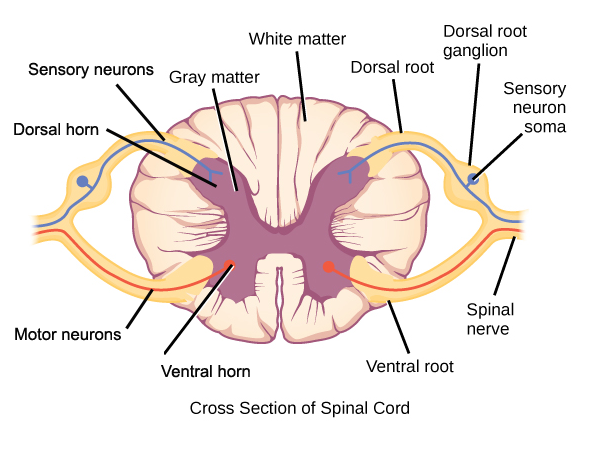 Dorsal root
ganglion
White matter
Dorsal root
Sensory neurons
Gray matter
Sensory
neuron
soma
Dorsal horn
Spinal
nerve
Motor neurons
Ventral root
Ventral horn
Cross Section of Spinal Cord